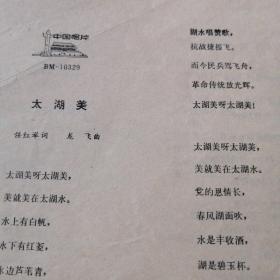 中国唱片
BM-10329
太湖美
任红举词 龙飞曲
太湖美呀太湖美，
美就美在太湖水。
水上有白帆，
水下有红菱，
水边芦苇青，
湖水唱赞歌，
抗战捷报飞。
而今民兵驾飞舟，
革命传统放光辉。
太湖美呀太湖美！
太湖美呀太湖美，
美就美在太湖水。
党的恩情长，
春风湖面吹，
水是丰收酒，
湖是碧玉杯，